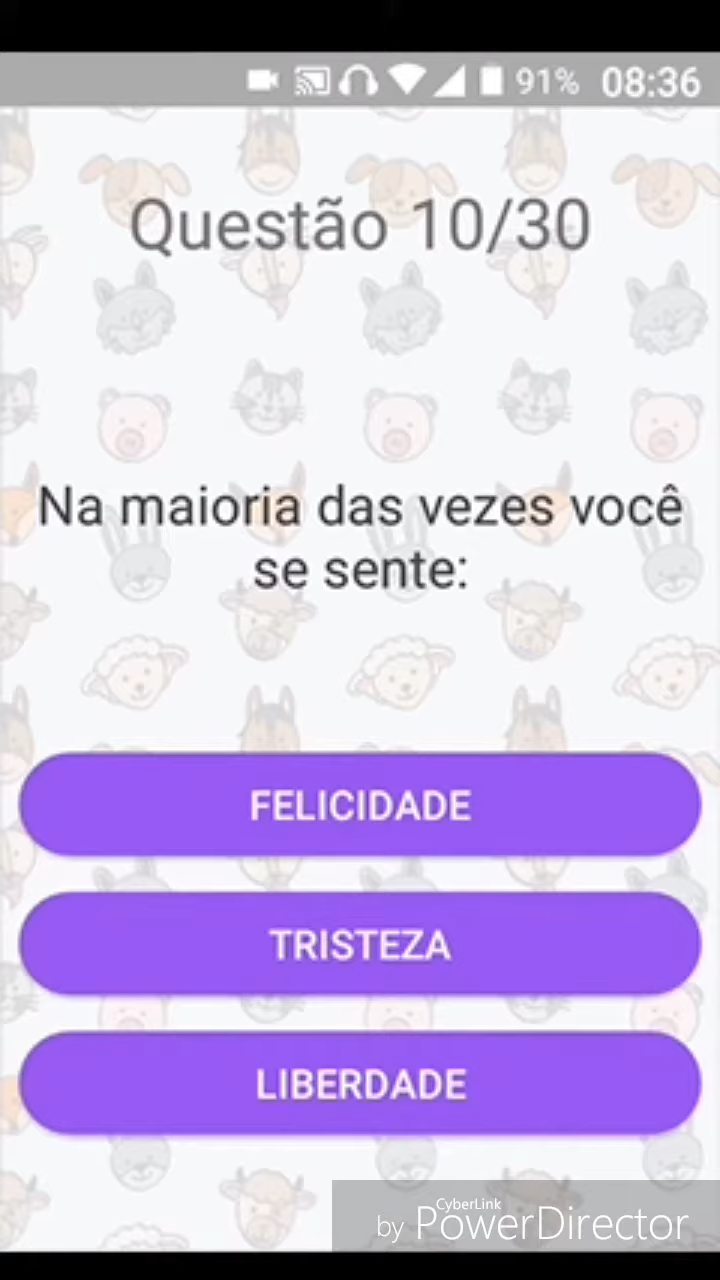 91% 08:36
Questão 10/30
Na maioria das vezes você
se sente:
FELICIDADE
TRISTEZA
LIBERDADE
CyberLink
by PowerDirector